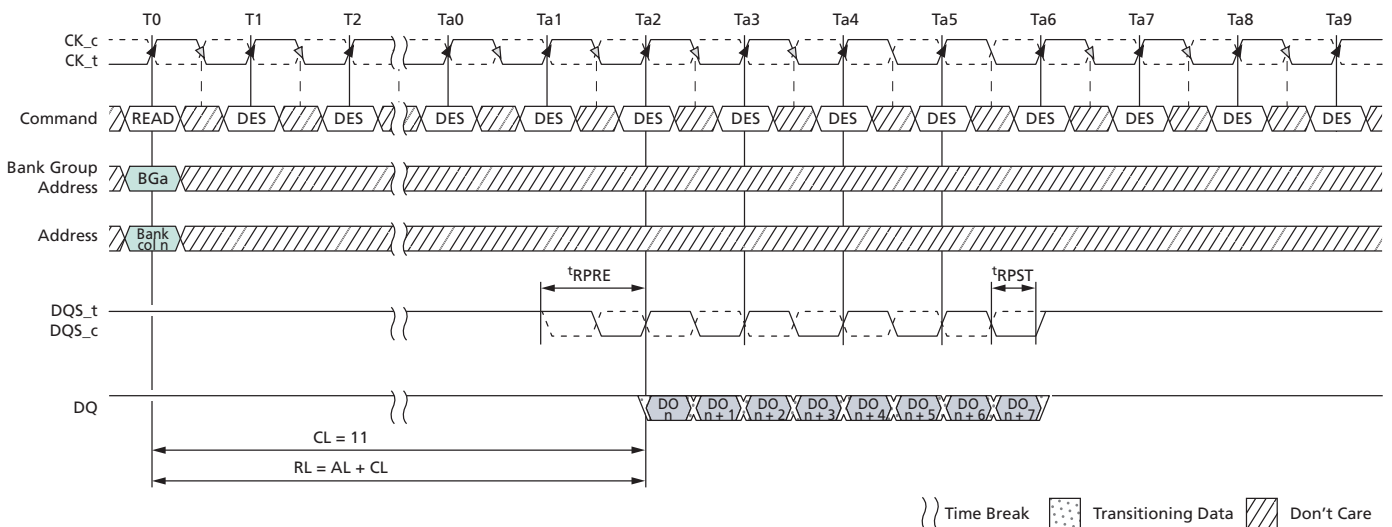 T0 T1 T2 Ta0 Ta1 Ta2 Ta3 Ta4 Ta5 Ta6 Ta7 Ta8 Ta9
CK_c
CK_t
Command READ DES DES DES DES DES DES DES DES DES DES DES DES
Bank Group
Address
BGa
Address
Bank
col n
tRPRE
tRPST
DQS_t
DQS_c
DQ
DO
n
DO
n + 1
DO
n + 2
DO
n + 3
DO
n + 4
DO
n + 5
DO
n + 6
DO
n + 7
CL = 11
RL = AL + CL
Time Break Transitioning Data Don't Care